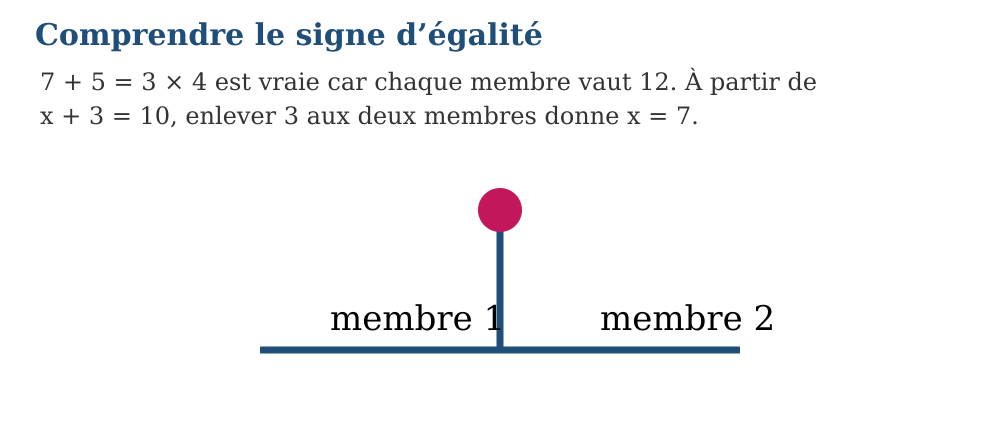 Comprendre le signe d’égalité
7 + 5 = 3 × 4 est vraie car chaque membre vaut 12. À partir de
x + 3 = 10, enlever 3 aux deux membres donne x = 7.
membre 1
membre 2